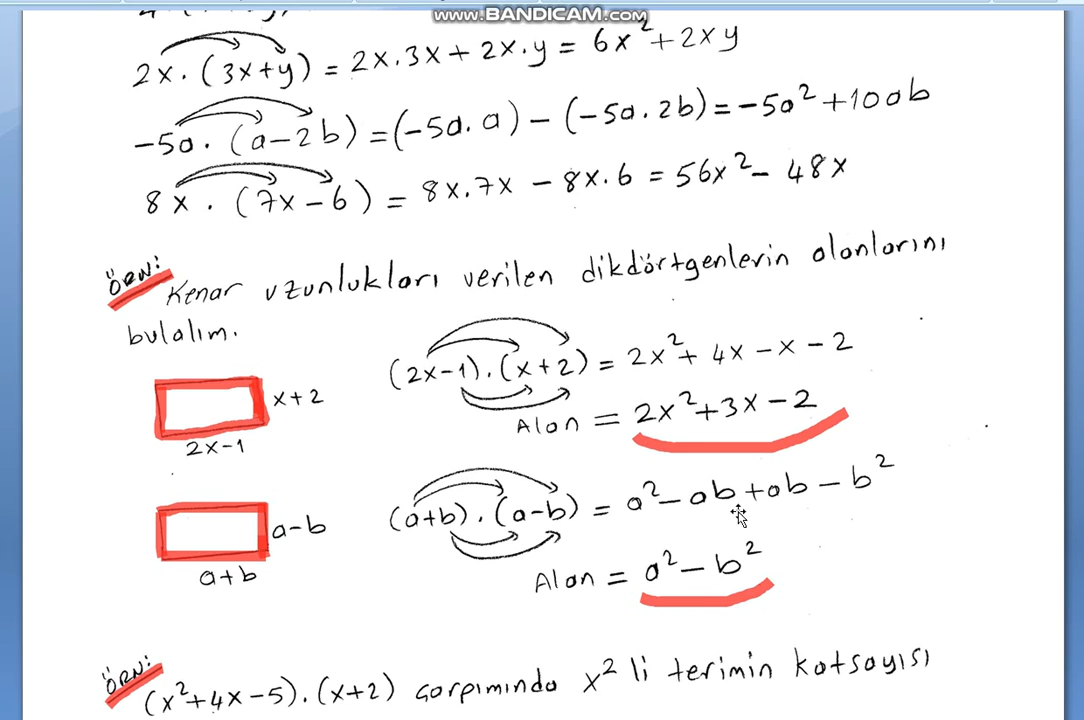 www.BANDICAM.com
2x.(3x+y) = 2x.3x + 2x.y = 6x²+2xy
-5a.(a-2b) = (-5a.a) - (-5a.2b) = -5a²+10ab
8x.(7x-6) = 8x.7x - 8x.6 = 56x² - 48x
ÖRN:
Kenar uzunlukları verilen dikdörtgenlerin alanlarını
bulalım.
(2x-1).(x+2) = 2x²+4x-x-2
x+2
2x-1
Alan = 2x²+3x-2
(a+b).(a-b) = a²-ab+ab-b²
a-b
a+b
Alan = a²-b²
ÖRN:
(x²+4x-5).(x+2) çarpımında x² li terimin katsayısı